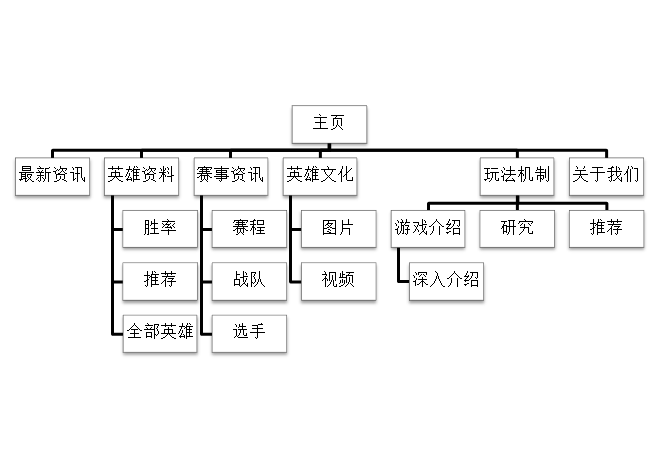 主页
最新资讯
英雄资料
赛事资讯
英雄文化
玩法机制
关于我们
胜率
赛程
图片
游戏介绍
研究
推荐
推荐
战队
视频
深入介绍
全部英雄
选手